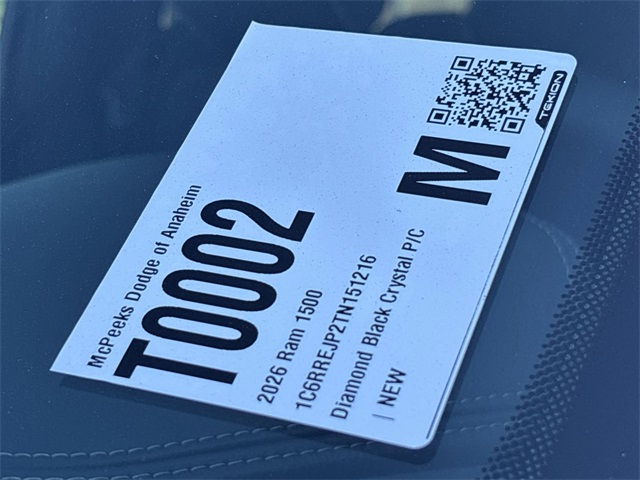 McPeeks Dodge of Anaheim
T0002
2026 Ram 1500
1C6RREJP2TN151216
Diamond Black Crystal P/C
| NEW
M
TEKION